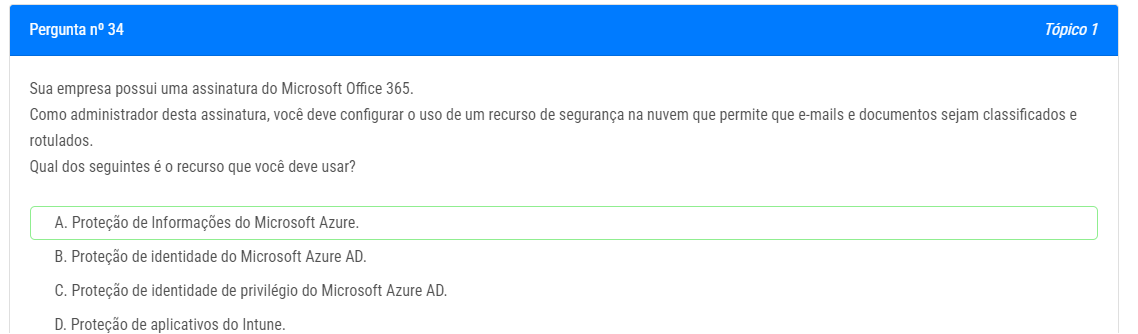 Pergunta nº 34
Tópico 1
Sua empresa possui uma assinatura do Microsoft Office 365.
Como administrador desta assinatura, você deve configurar o uso de um recurso de segurança na nuvem que permite que e-mails e documentos sejam classificados e
rotulados.
Qual dos seguintes é o recurso que você deve usar?
A. Proteção de Informações do Microsoft Azure.
B. Proteção de identidade do Microsoft Azure AD.
C. Proteção de identidade de privilégio do Microsoft Azure AD.
D. Proteção de aplicativos do Intune.